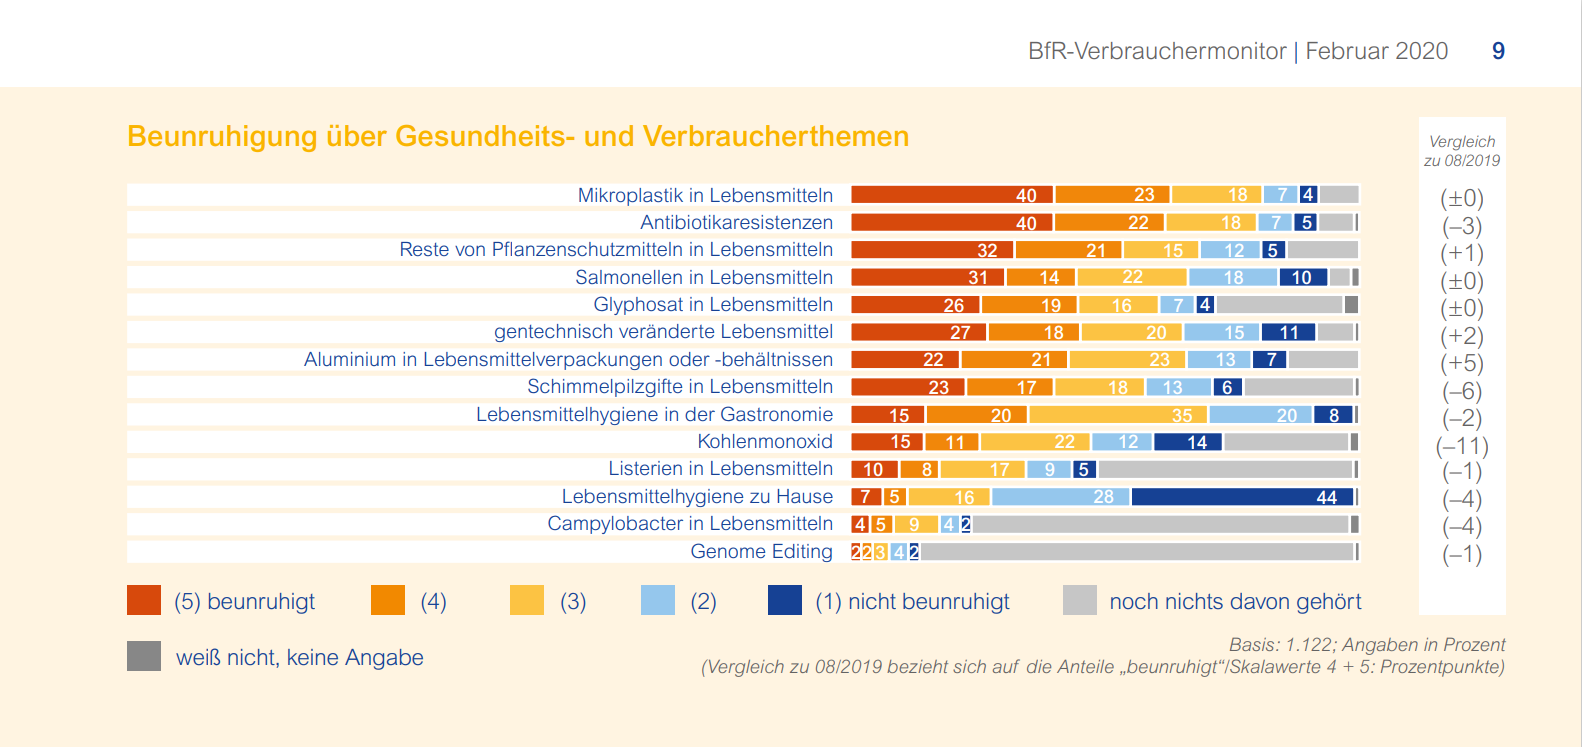 BfR-Verbrauchermonitor | Februar 2020 9
Beunruhigung über Gesundheits- und Verbraucherthemen
Vergleich
zu 08/2019
Mikroplastik in Lebensmitteln 40 23 18 7 4 (±0)
Antibiotikaresistenzen 40 22 18 7 5 (–3)
Reste von Pflanzenschutzmitteln in Lebensmitteln 32 21 15 12 5 (+1)
Salmonellen in Lebensmitteln 31 14 22 18 10 (±0)
Glyphosat in Lebensmitteln 26 19 16 7 4 (±0)
gentechnisch veränderte Lebensmittel 27 18 20 15 11 (+2)
Aluminium in Lebensmittelverpackungen oder -behältnissen 22 21 23 13 7 (+5)
Schimmelpilzgifte in Lebensmitteln 23 17 18 13 6 (–6)
Lebensmittelhygiene in der Gastronomie 15 20 35 20 8 (–2)
Kohlenmonoxid 15 11 22 12 14 (–11)
Listerien in Lebensmitteln 10 8 17 9 5 (–1)
Lebensmittelhygiene zu Hause 7 5 16 28 44 (–4)
Campylobacter in Lebensmitteln 4 5 9 4 2 (–4)
Genome Editing 2 2 3 4 2 (–1)
(5) beunruhigt (4) (3) (2) (1) nicht beunruhigt noch nichts davon gehört
weiß nicht, keine Angabe
Basis: 1.122; Angaben in Prozent
(Vergleich zu 08/2019 bezieht sich auf die Anteile „beunruhigt“/Skalawerte 4 + 5: Prozentpunkte)